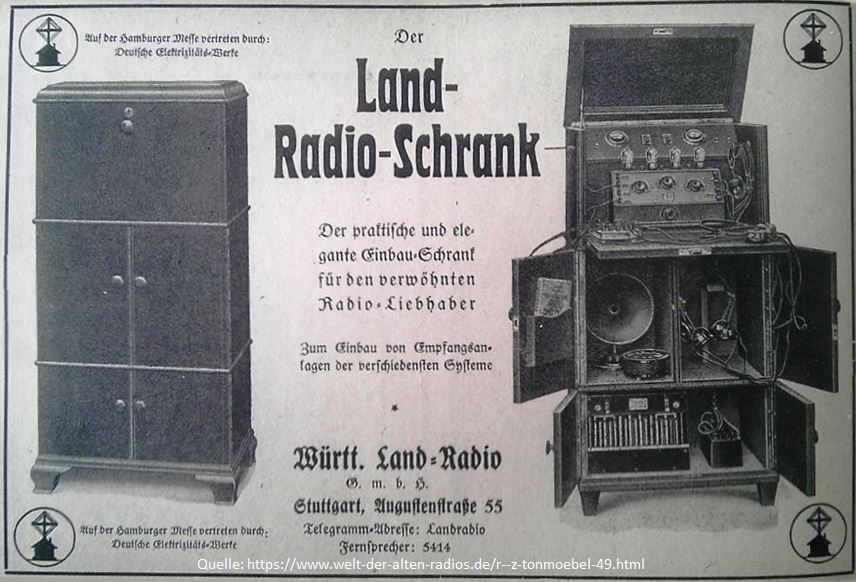 Auf der Hamburger Messe vertreten durch:
Deutsche Elektrizitäts-Werke
Der
Land-
Radio-Schrank
Der praktische und ele-
gante Einbau-Schrank
für den verwöhnten
Radio-Liebhaber
Zum Einbau von Empfangsan-
lagen der verschiedensten Systeme
*
Württ. Land-Radio
G. m. b. H.
Stuttgart, Augustenstraße 55
Telegramm-Adresse: Landradio
Fernsprecher: 5414
Auf der Hamburger Messe vertreten durch:
Deutsche Elektrizitäts-Werke
Quelle: https://www.welt-der-alten-radios.de/r--z-tonmoebel-49.html